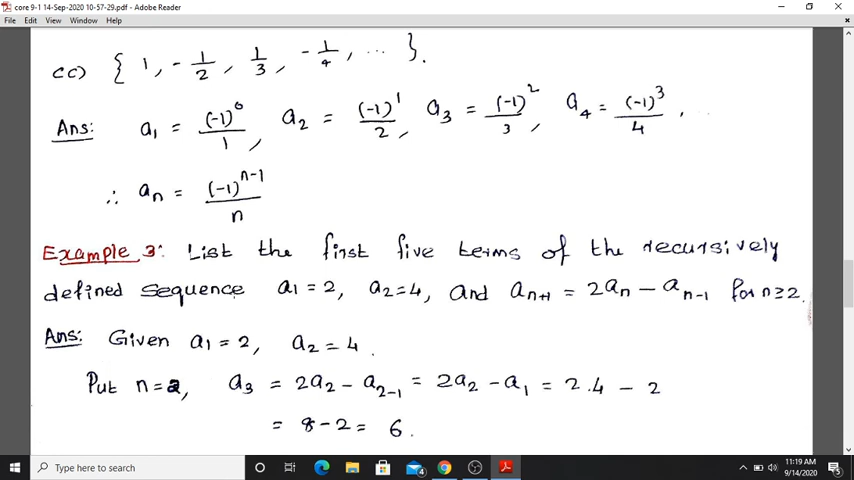 core 9-1 14-Sep-2020 10-57-29.pdf - Adobe Reader
File Edit View Window Help
cc) { 1, -1/2, 1/3, -1/4, ... }.
Ans: a₁ = (-1)⁰/1, a₂ = (-1)¹/2, a₃ = (-1)²/3, a₄ = (-1)³/4, ..
∴ aₙ = (-1)ⁿ⁻¹/n
Example 3: List the first five terms of the recursively
defined sequence a₁=2, a₂=4, and aₙ₊₁ = 2aₙ - aₙ₋₁ for n≥2.
Ans: Given a₁=2, a₂=4.
Put n=2, a₃ = 2a₂ - a₂₋₁ = 2a₂ - a₁ = 2.4 - 2
= 8-2 = 6.
Type here to search
4
11:19 AM
9/14/2020
5